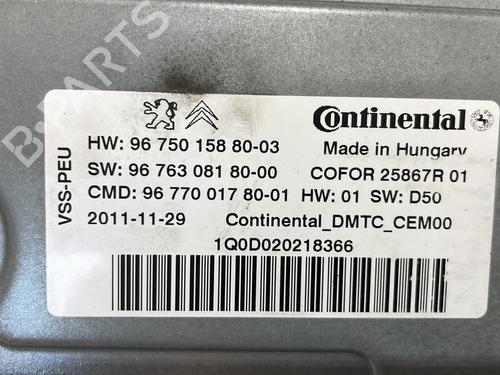 B-PARTS
Continental
VSS-PEU
HW: 96 750 158 80-03 Made in Hungary
SW: 96 763 081 80-00 COFOR 25867R 01
CMD: 96 770 017 80-01 HW: 01 SW: D50
2011-11-29 Continental_DMTC_CEM00
1Q0D020218366